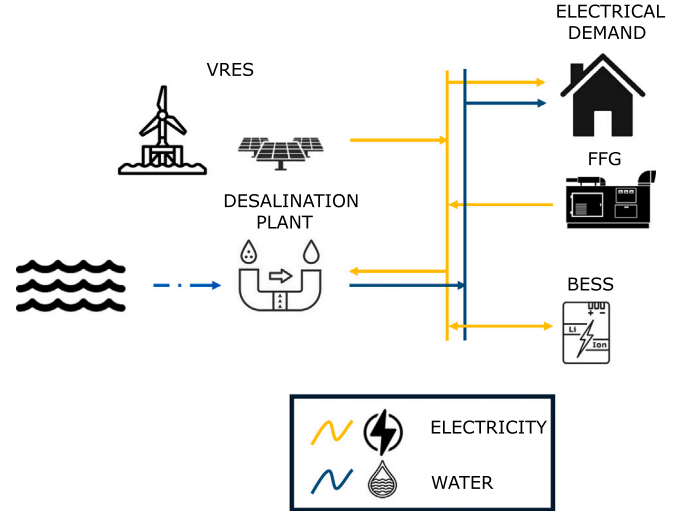 ELECTRICAL
DEMAND
VRES
FFG
DESALINATION
PLANT
BESS
+ −
Li
Ion
ELECTRICITY
WATER